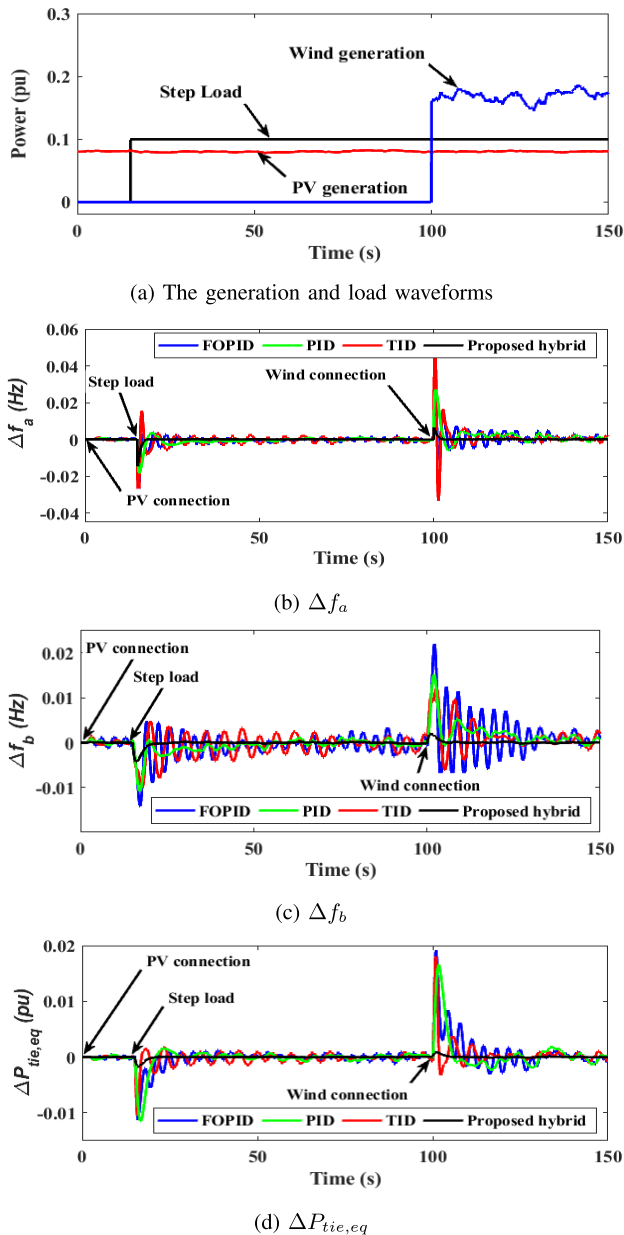 0.3
Wind generation
0.2
Step Load
Power (pu)
0.1
PV generation
0
0 50 100 150
Time (s)
(a) The generation and load waveforms
0.06
FOPID PID TID Proposed hybrid
0.04
Step load
Wind connection
0.02
Δf_a (Hz)
0
-0.02
PV connection
-0.04
0 50 100 150
Time (s)
(b) Δf_a
PV connection
0.02
Step load
0.01
Δf_b (Hz)
0
Wind connection
-0.01
FOPID PID TID Proposed hybrid
0 50 100 150
Time (s)
(c) Δf_b
0.02
PV connection
0.01
Step load
ΔP_tie,eq (pu)
0
Wind connection
-0.01
FOPID PID TID Proposed hybrid
0 50 100 150
Time (s)
(d) ΔP_tie,eq